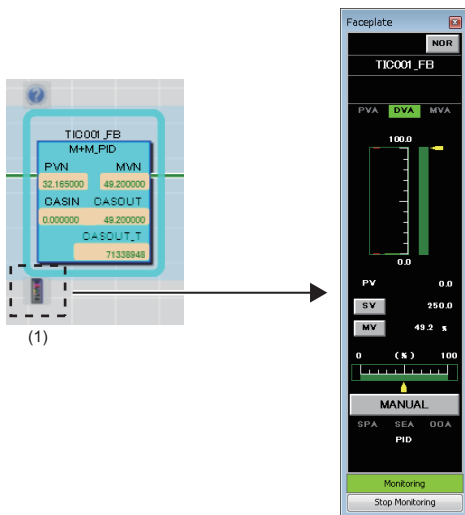 TIC001_FB
M+M_PID
PVN MVN
32.165000 49.200000
CASIN CASOUT
0.000000 49.200000
CASOUT_T
71338948
(1)
Faceplate
NOR
TIC001_FB
PVA DVA MVA
100.0
0.0
PV 0.0
SV 250.0
MV 49.2 %
0 (%) 100
MANUAL
SPA SEA OOA
PID
Monitoring
Stop Monitoring